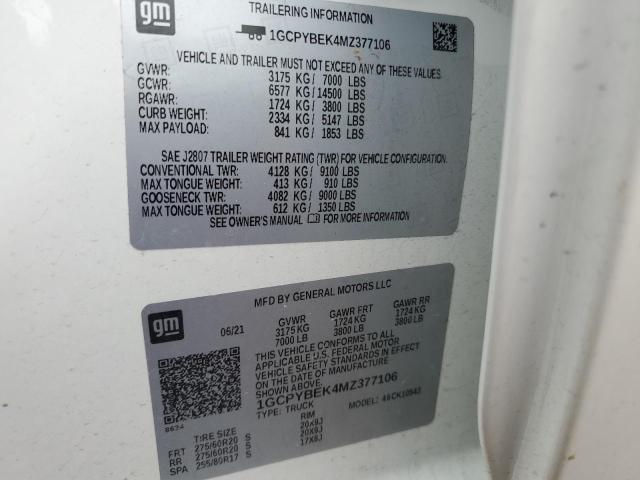 gm
TRAILERING INFORMATION
1GCPYBEK4MZ377106
VEHICLE AND TRAILER MUST NOT EXCEED ANY OF THESE VALUES.
GVWR: 3175 KG/ 7000 LBS
GCWR: 6577 KG/ 14500 LBS
RGAWR: 1724 KG/ 3800 LBS
CURB WEIGHT: 2334 KG/ 5147 LBS
MAX PAYLOAD: 841 KG/ 1853 LBS
SAE J2807 TRAILER WEIGHT RATING (TWR) FOR VEHICLE CONFIGURATION.
CONVENTIONAL TWR: 4128 KG/ 9100 LBS
MAX TONGUE WEIGHT: 413 KG/ 910 LBS
GOOSENECK TWR: 4082 KG/ 9000 LBS
MAX TONGUE WEIGHT: 612 KG/ 1350 LBS
SEE OWNER'S MANUAL FOR MORE INFORMATION
gm
MFD BY GENERAL MOTORS LLC
06/21 GVWR GAWR FRT GAWR RR
3175 KG 1724 KG 1724 KG
7000 LB 3800 LB 3800 LB
THIS VEHICLE CONFORMS TO ALL
APPLICABLE U.S. FEDERAL MOTOR
VEHICLE SAFETY STANDARDS IN EFFECT
ON THE DATE OF MANUFACTURE
SHOWN ABOVE.
1GCPYBEK4MZ377106
TYPE: TRUCK MODEL:
TIRE SIZE RIM
FRT 275/60R20 S 20x9J
RR 275/60R20 S 20x9J
SPA 255/80R17 S 17x8J